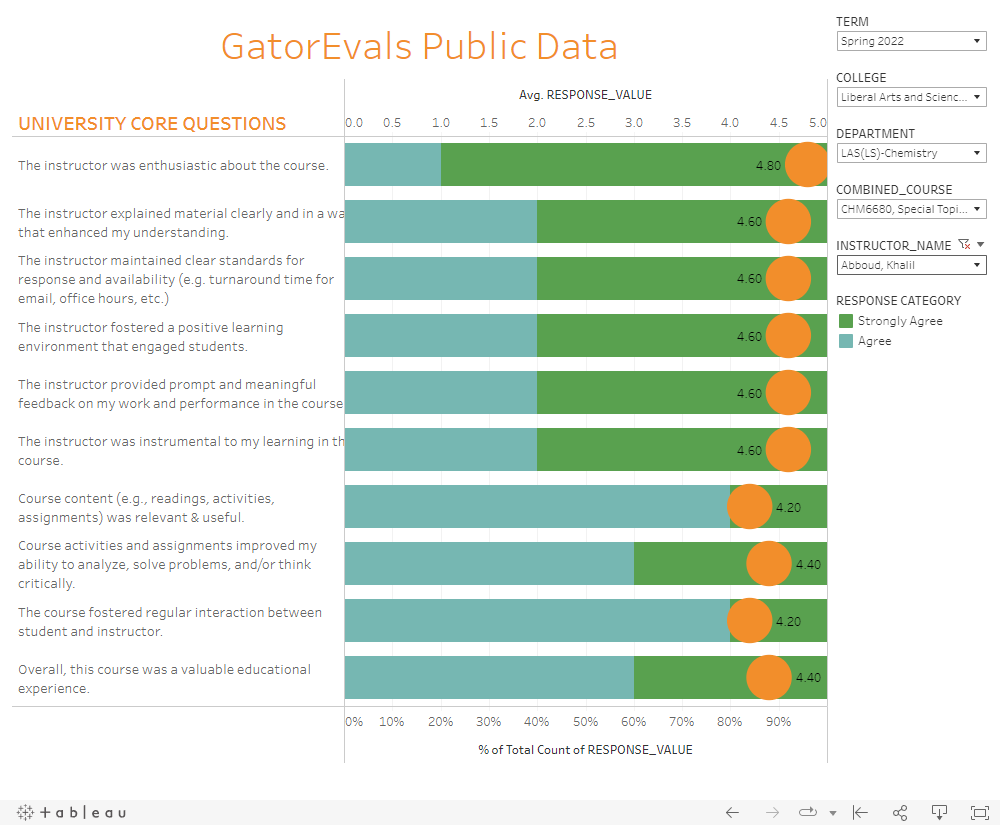 GatorEvals Public Data
UNIVERSITY CORE QUESTIONS
Avg. RESPONSE_VALUE
0.0 0.5 1.0 1.5 2.0 2.5 3.0 3.5 4.0 4.5 5.0
The instructor was enthusiastic about the course.
4.80
The instructor explained material clearly and in a wa
that enhanced my understanding.
4.60
The instructor maintained clear standards for
response and availability (e.g. turnaround time for
email, office hours, etc.)
4.60
The instructor fostered a positive learning
environment that engaged students.
4.60
The instructor provided prompt and meaningful
feedback on my work and performance in the course
4.60
The instructor was instrumental to my learning in th
course.
4.60
Course content (e.g., readings, activities,
assignments) was relevant & useful.
4.20
Course activities and assignments improved my
ability to analyze, solve problems, and/or think
critically.
4.40
The course fostered regular interaction between
student and instructor.
4.20
Overall, this course was a valuable educational
experience.
4.40
0% 10% 20% 30% 40% 50% 60% 70% 80% 90%
% of Total Count of RESPONSE_VALUE
TERM
Spring 2022
COLLEGE
Liberal Arts and Scienc...
DEPARTMENT
LAS(LS)-Chemistry
COMBINED_COURSE
CHM6680, Special Topi...
INSTRUCTOR_NAME
Abboud, Khalil
RESPONSE CATEGORY
Strongly Agree
Agree
+ a b | e a u